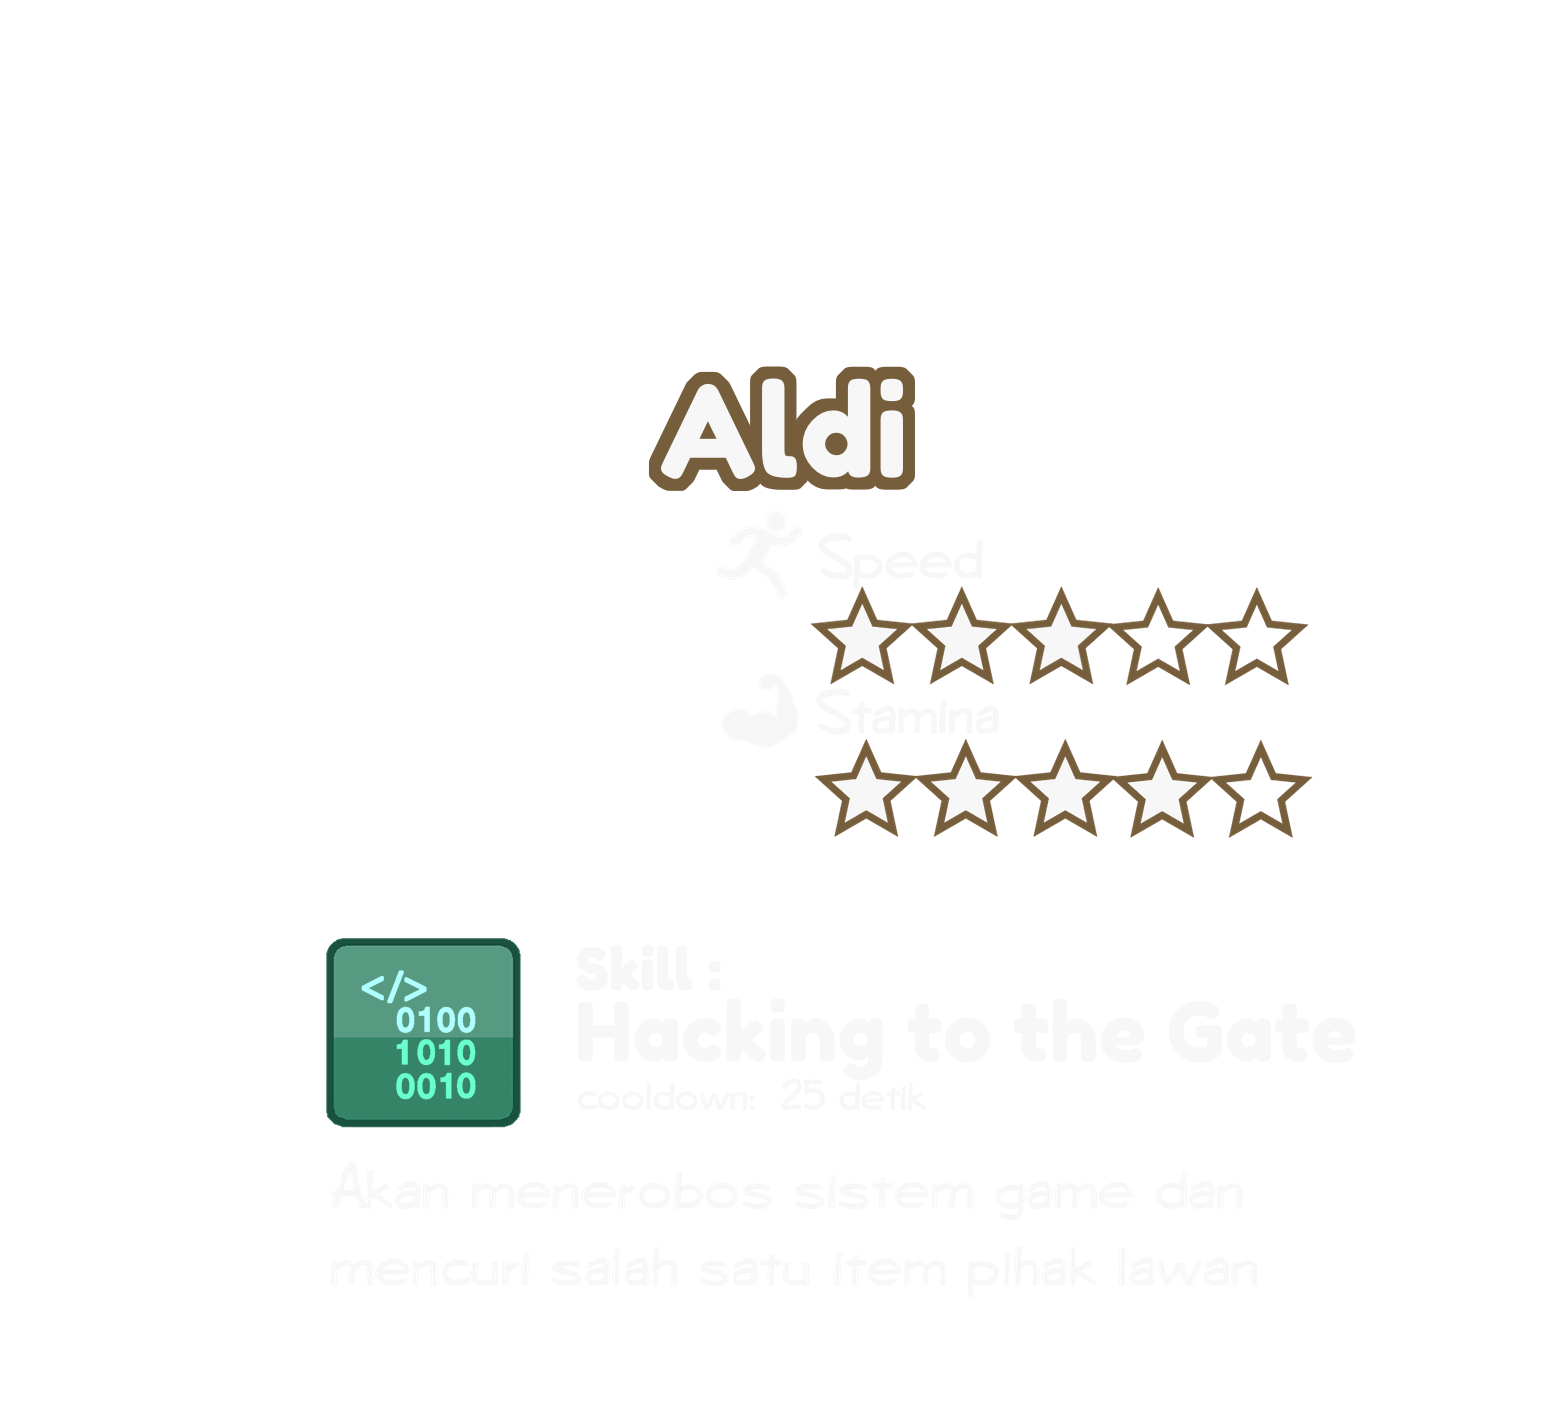 Aldi
Speed
Stamina
</>
0100
1010
0010
Skill :
Hacking to the Gate
cooldown: 25 detik
Akan menerobos sistem game dan
mencuri salah satu item pihak lawan